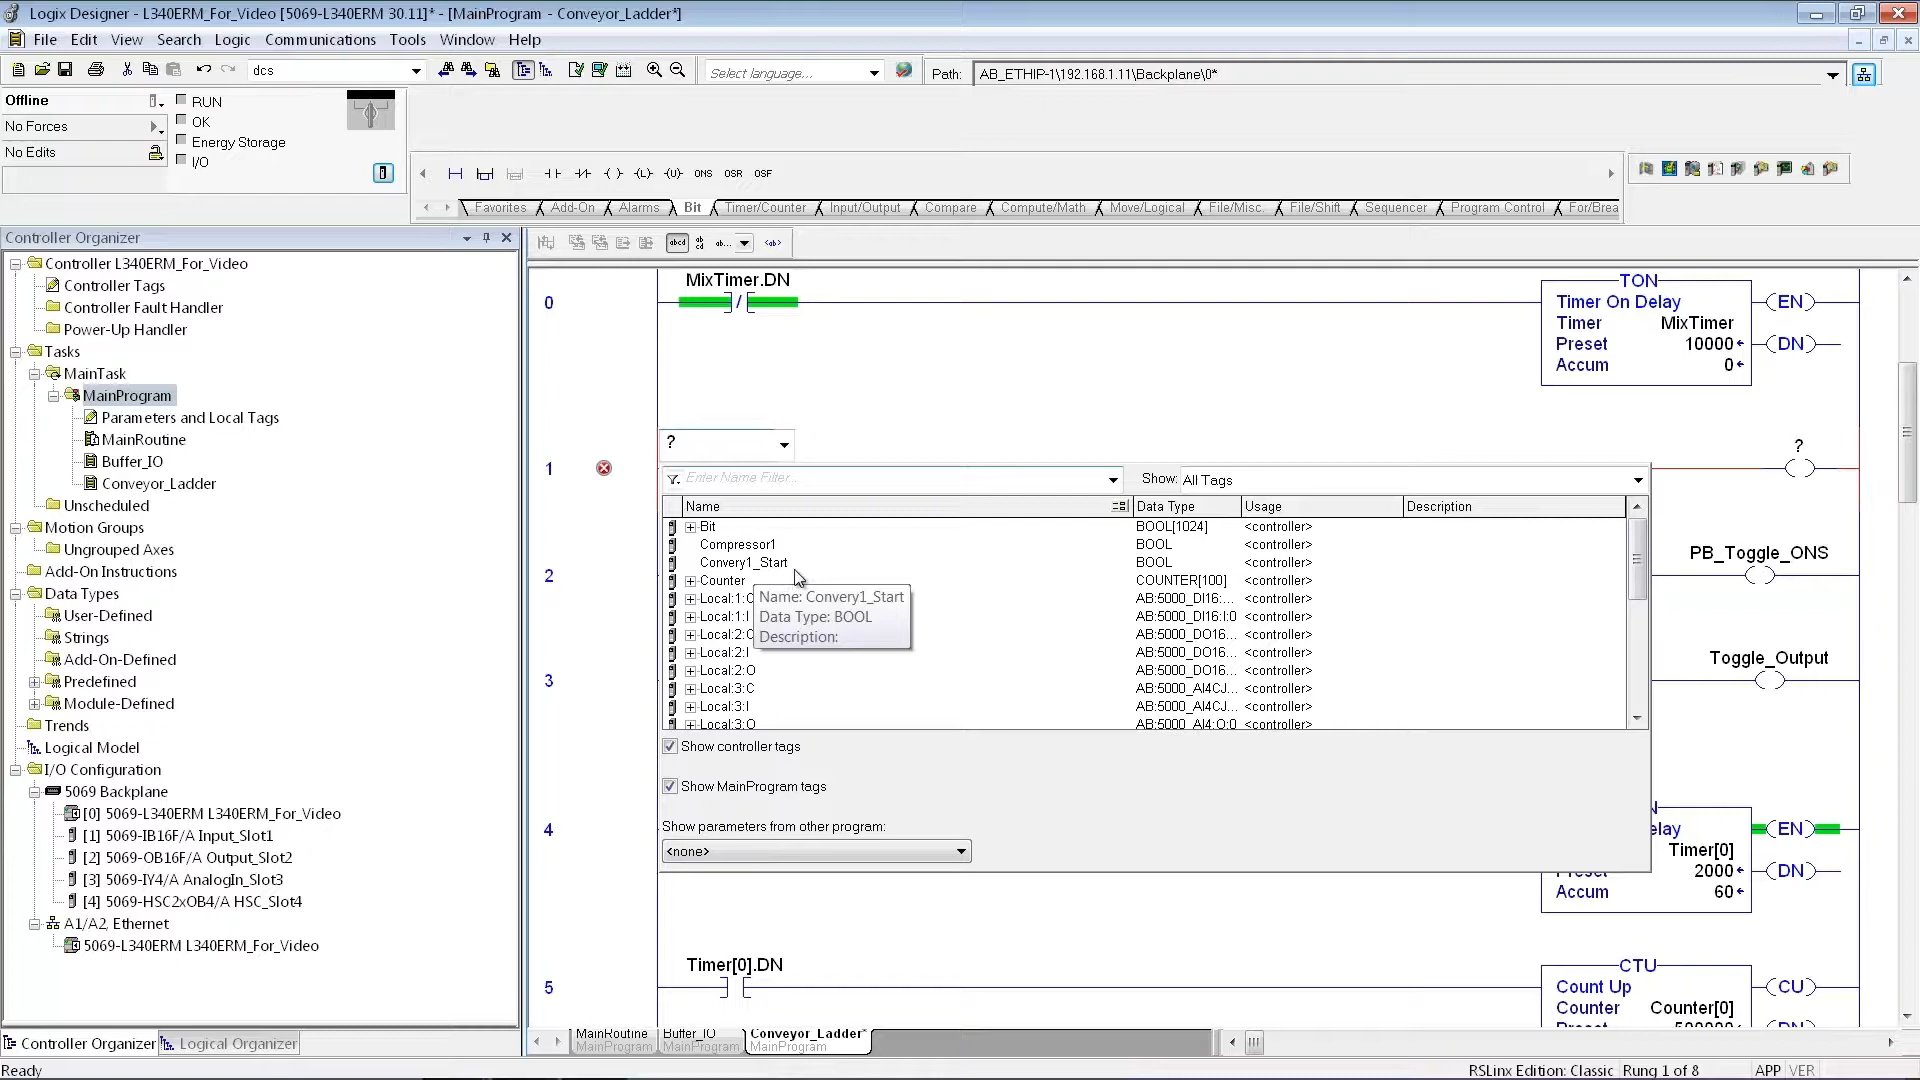 Logix Designer - L340ERM_For_Video [5069-L340ERM 30.11]* - [MainProgram - Conveyor_Ladder*]
File Edit View Search Logic Communications Tools Window Help
dcs
Select language...
Path: AB_ETHIP-1\192.168.1.11\Backplane\0*
Offline
RUN
No Forces
OK
No Edits
Energy Storage
I/O
ONS OSR OSF
Favorites Add-On Alarms Bit Timer/Counter Input/Output Compare Compute/Math Move/Logical File/Misc. File/Shift Sequencer Program Control For/Brea
Controller Organizer
Controller L340ERM_For_Video
Controller Tags
Controller Fault Handler
Power-Up Handler
Tasks
MainTask
MainProgram
Parameters and Local Tags
MainRoutine
Buffer_IO
Conveyor_Ladder
Unscheduled
Motion Groups
Ungrouped Axes
Add-On Instructions
Data Types
User-Defined
Strings
Add-On-Defined
Predefined
Module-Defined
Trends
Logical Model
I/O Configuration
5069 Backplane
[0] 5069-L340ERM L340ERM_For_Video
[1] 5069-IB16F/A Input_Slot1
[2] 5069-OB16F/A Output_Slot2
[3] 5069-IY4/A AnalogIn_Slot3
[4] 5069-HSC2xOB4/A HSC_Slot4
A1/A2, Ethernet
5069-L340ERM L340ERM_For_Video
Controller Organizer Logical Organizer
0
MixTimer.DN
TON
Timer On Delay
Timer MixTimer
Preset 10000
Accum 0
EN
DN
1
?
?
Enter Name Filter...
Show: All Tags
Name Data Type Usage Description
Bit BOOL[1024] <controller>
Compressor1 BOOL <controller>
Convery1_Start BOOL <controller>
Counter COUNTER[100] <controller>
Local:1:C AB:5000_DI16:... <controller>
Local:1:I AB:5000_DI16:I:0 <controller>
Local:2:C AB:5000_DO16... <controller>
Local:2:I AB:5000_DO16... <controller>
Local:2:O AB:5000_DO16... <controller>
Local:3:C AB:5000_AI4CJ... <controller>
Local:3:I AB:5000_AI4CJ... <controller>
Local:3:O AB:5000_AI4:O:0 <controller>
Name: Convery1_Start
Data Type: BOOL
Description:
Show controller tags
Show MainProgram tags
Show parameters from other program:
<none>
2
PB_Toggle_ONS
3
Toggle_Output
4
elay
Timer[0]
2000
Accum 60
EN
DN
5
Timer[0].DN
CTU
Count Up
Counter Counter[0]
CU
MainRoutine Buffer_IO Conveyor_Ladder*
MainProgram MainProgram MainProgram
Ready
RSLinx Edition: Classic Rung 1 of 8 APP VER